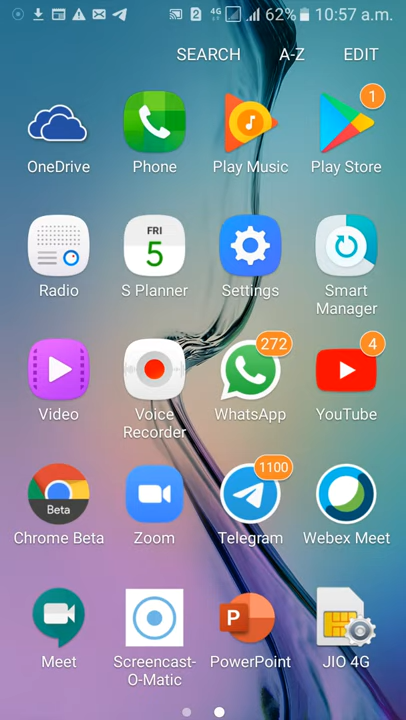 4G 62% 10:57 a.m.
SEARCH A-Z EDIT
1
OneDrive Phone Play Music Play Store
FRI
5
Radio S Planner Settings Smart
Manager
272 4
Video Voice WhatsApp YouTube
Recorder
1100
Beta
Chrome Beta Zoom Telegram Webex Meet
P
Meet Screencast- PowerPoint JIO 4G
O-Matic